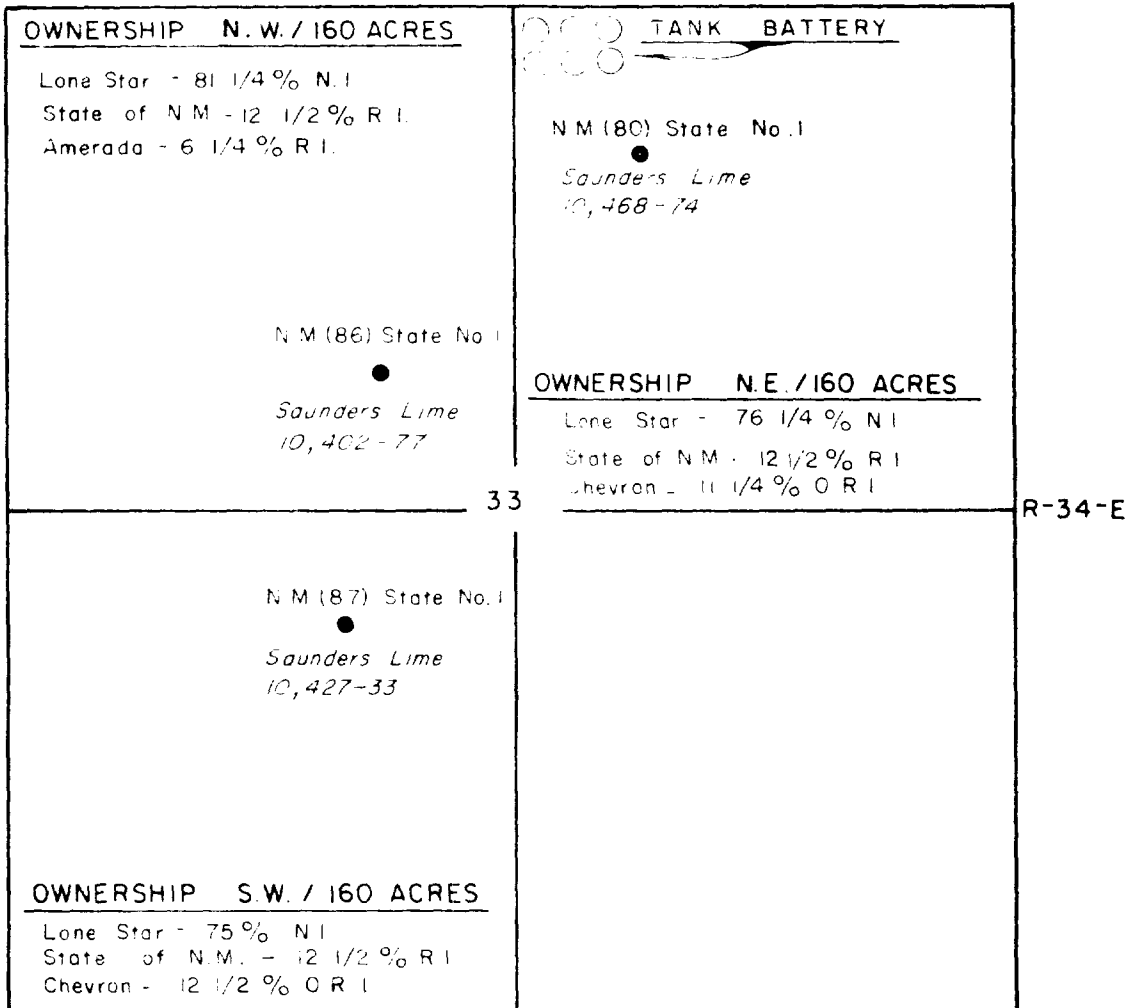 OWNERSHIP N.W. / 160 ACRES
Lone Star - 81 1/4 % N.I
State of N M - 12 1/2 % R I.
Amerada - 6 1/4 % R I.
N M (86) State No 1
Saunders Lime
10,402-77
TANK BATTERY
N M (80) State No.1
Saunders Lime
10,468-74
OWNERSHIP N.E. / 160 ACRES
Lone Star - 76 1/4 % N I
State of N M - 12 1/2 % R I
Chevron - 11 1/4 % O R I
33
R-34-E
N M (87) State No.1
Saunders Lime
10,427-33
OWNERSHIP S.W. / 160 ACRES
Lone Star - 75 % N I
State of N.M. - 12 1/2 % R I
Chevron - 12 1/2 % O R I